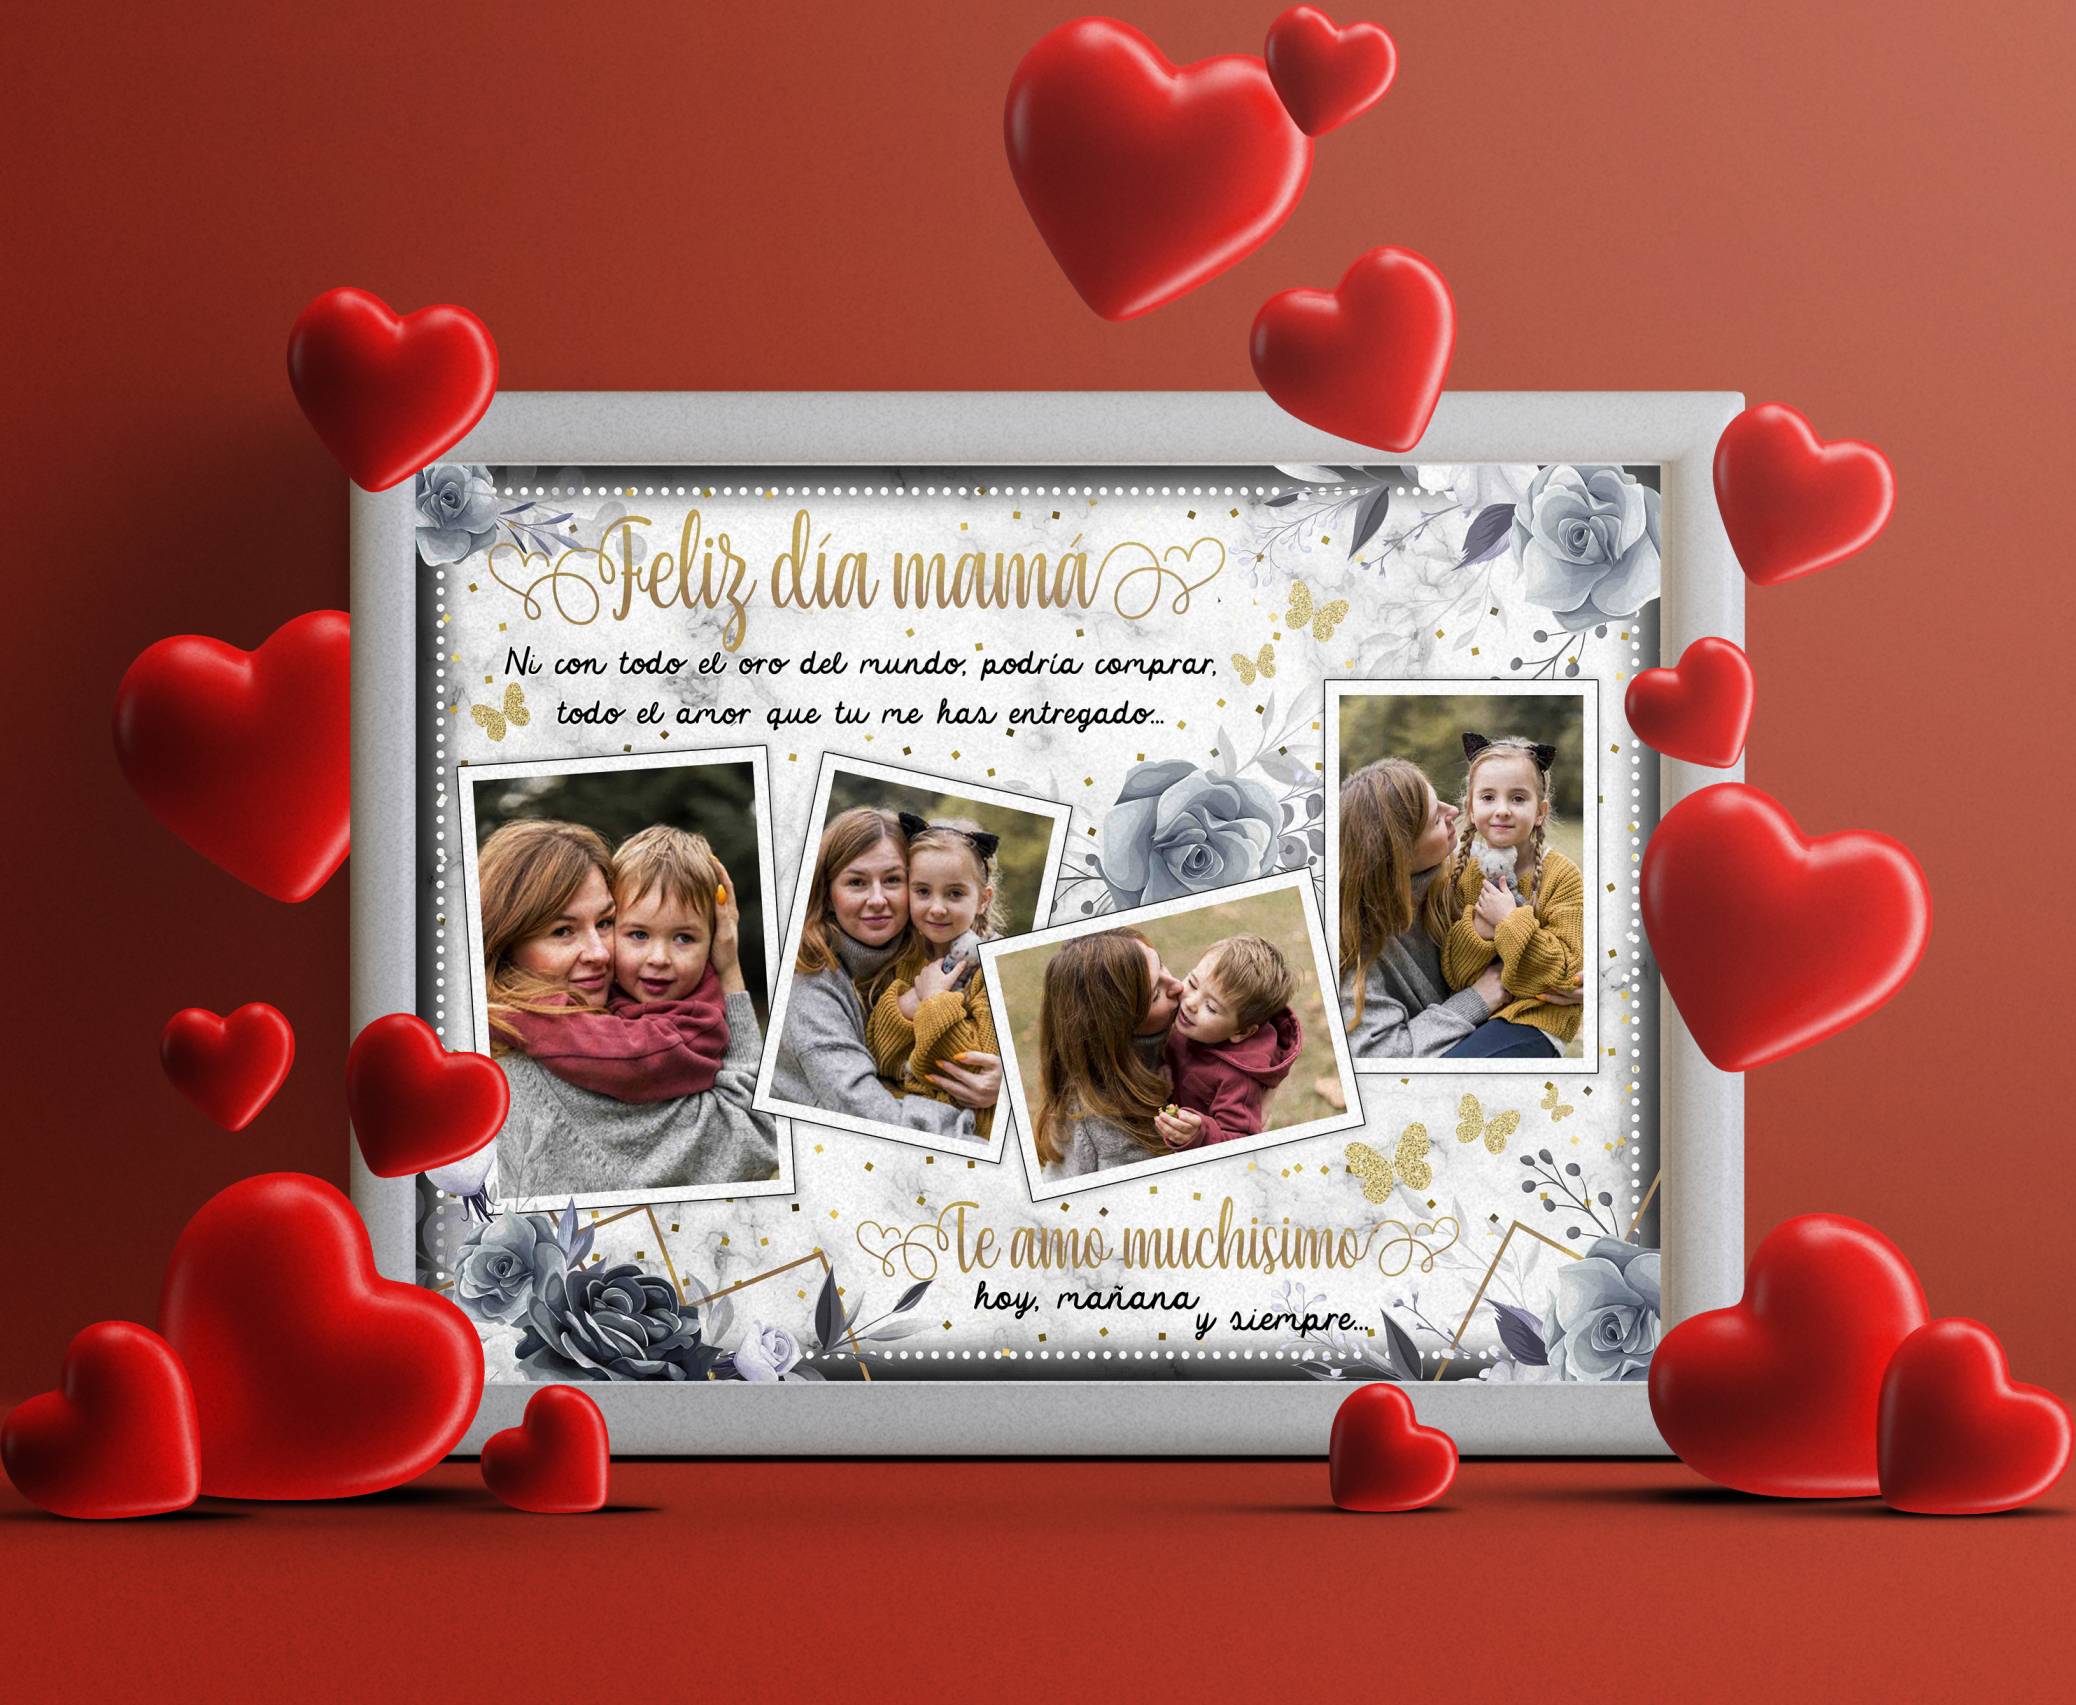 Feliz día mamá
Ni con todo el oro del mundo, podría comprar,
todo el amor que tu me has entregado...
Te amo muchisimo
hoy, mañana
y siempre...